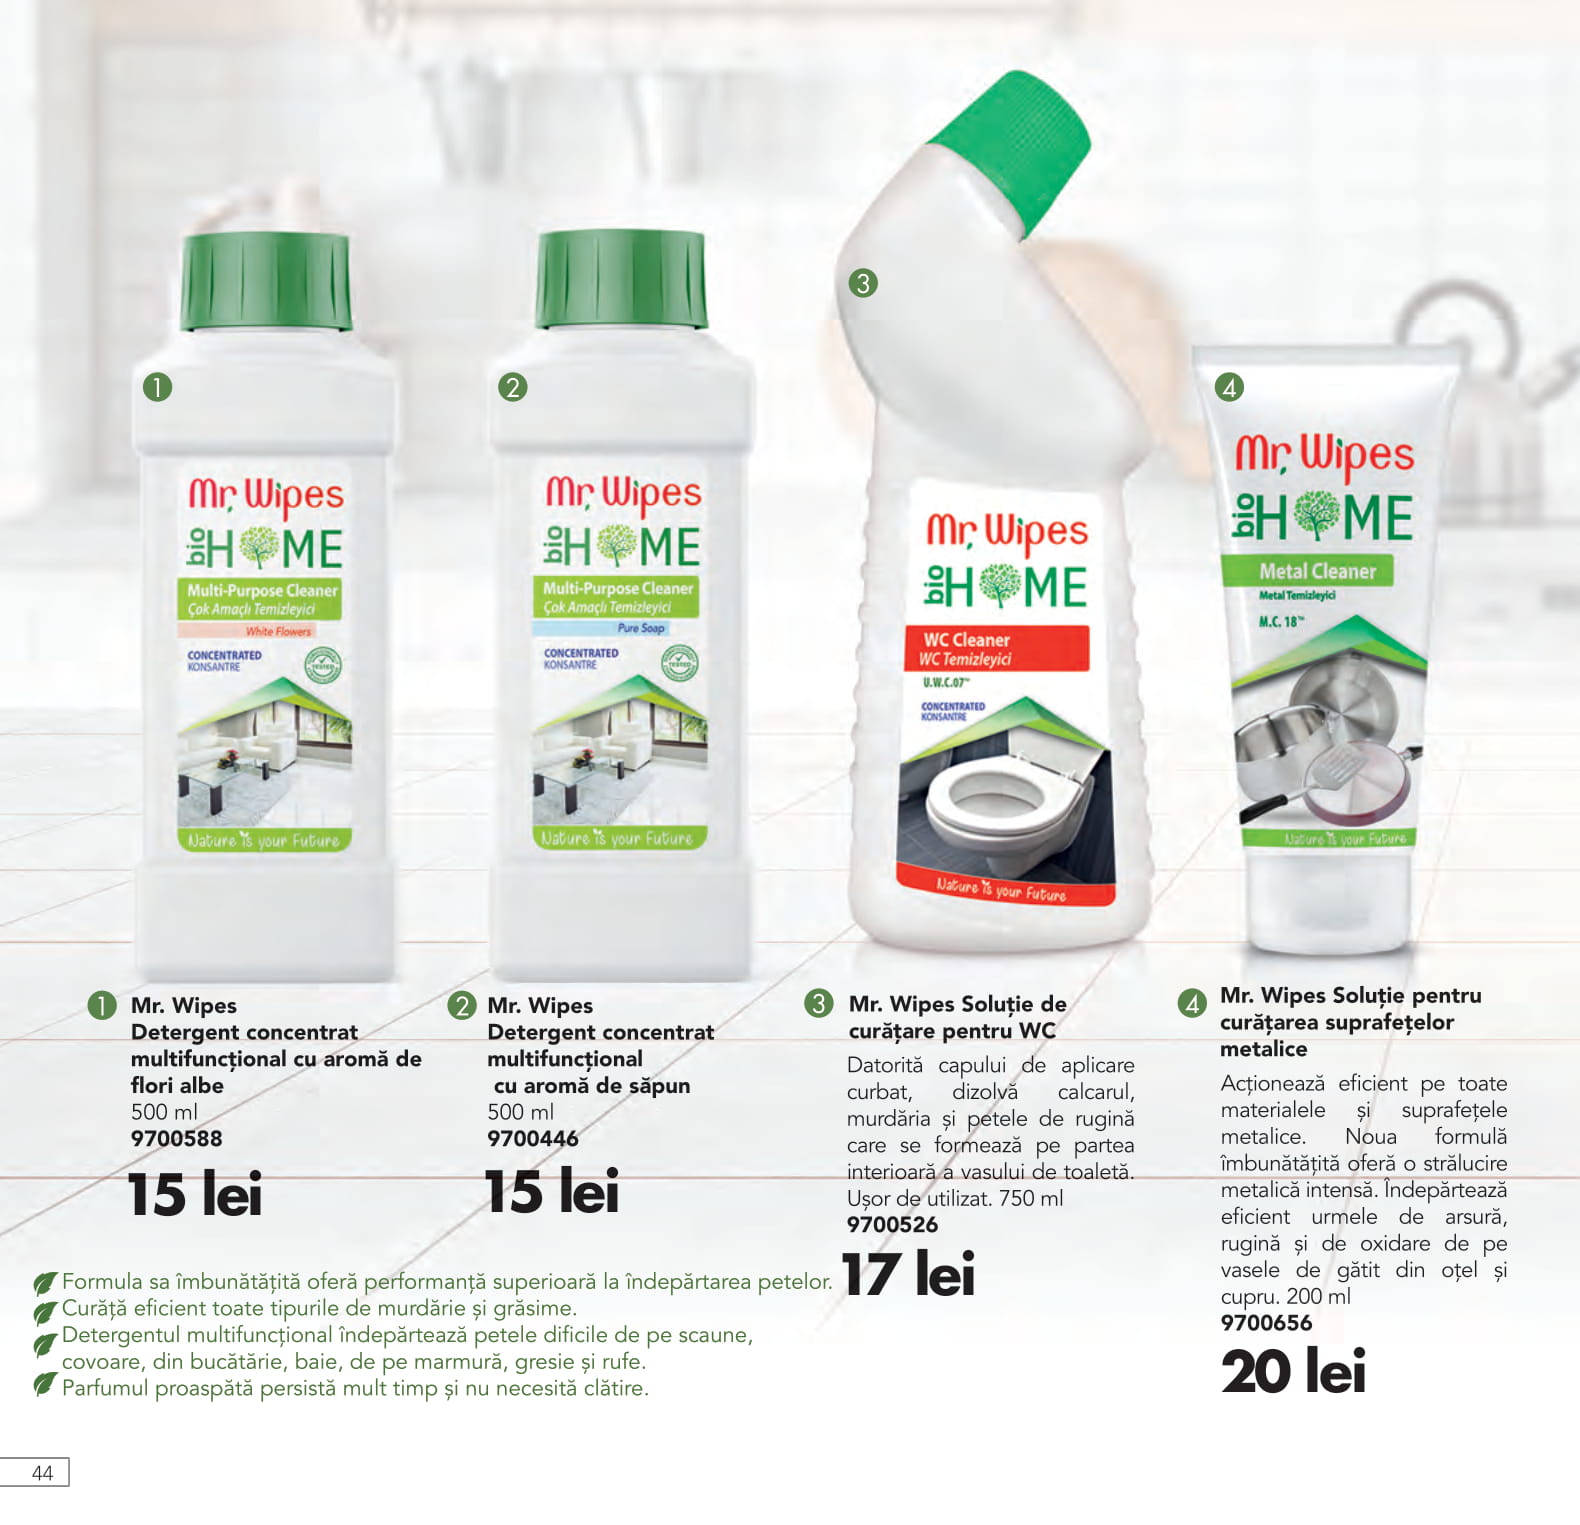 1
2
3
4
Mr. Wipes
bio HOME
Multi-Purpose Cleaner
Çok Amaçlı Temizleyici
White Flowers
CONCENTRATED
KONSANTRE
TESTED
Nature is your Future
Mr. Wipes
bio HOME
Multi-Purpose Cleaner
Çok Amaçlı Temizleyici
Pure Soap
CONCENTRATED
KONSANTRE
TESTED
Nature is your Future
Mr. Wipes
bio HOME
WC Cleaner
WC Temizleyici
U.W.C.07™
CONCENTRATED
KONSANTRE
Nature is your Future
Mr. Wipes
bio HOME
Metal Cleaner
Metal Temizleyici
M.C. 18™
Nature is your Future
1 Mr. Wipes
Detergent concentrat
multifuncțional cu aromă de
flori albe
500 ml
9700588
15 lei
2 Mr. Wipes
Detergent concentrat
multifuncțional
cu aromă de săpun
500 ml
9700446
15 lei
3 Mr. Wipes Soluție de
curățare pentru WC
Datorită capului de aplicare
curbat, dizolvă calcarul,
murdăria și petele de rugină
care se formează pe partea
interioară a vasului de toaletă.
Ușor de utilizat. 750 ml
9700526
17 lei
4 Mr. Wipes Soluție pentru
curățarea suprafețelor
metalice
Acționează eficient pe toate
materialele și suprafețele
metalice. Noua formulă
îmbunătățită oferă o strălucire
metalică intensă. Îndepărtează
eficient urmele de arsură,
rugină și de oxidare de pe
vasele de gătit din oțel și
cupru. 200 ml
9700656
20 lei
Formula sa îmbunătățită oferă performanță superioară la îndepărtarea petelor.
Curăță eficient toate tipurile de murdărie și grăsime.
Detergentul multifuncțional îndepărtează petele dificile de pe scaune,
covoare, din bucătărie, baie, de pe marmură, gresie și rufe.
Parfumul proaspătă persistă mult timp și nu necesită clătire.
44